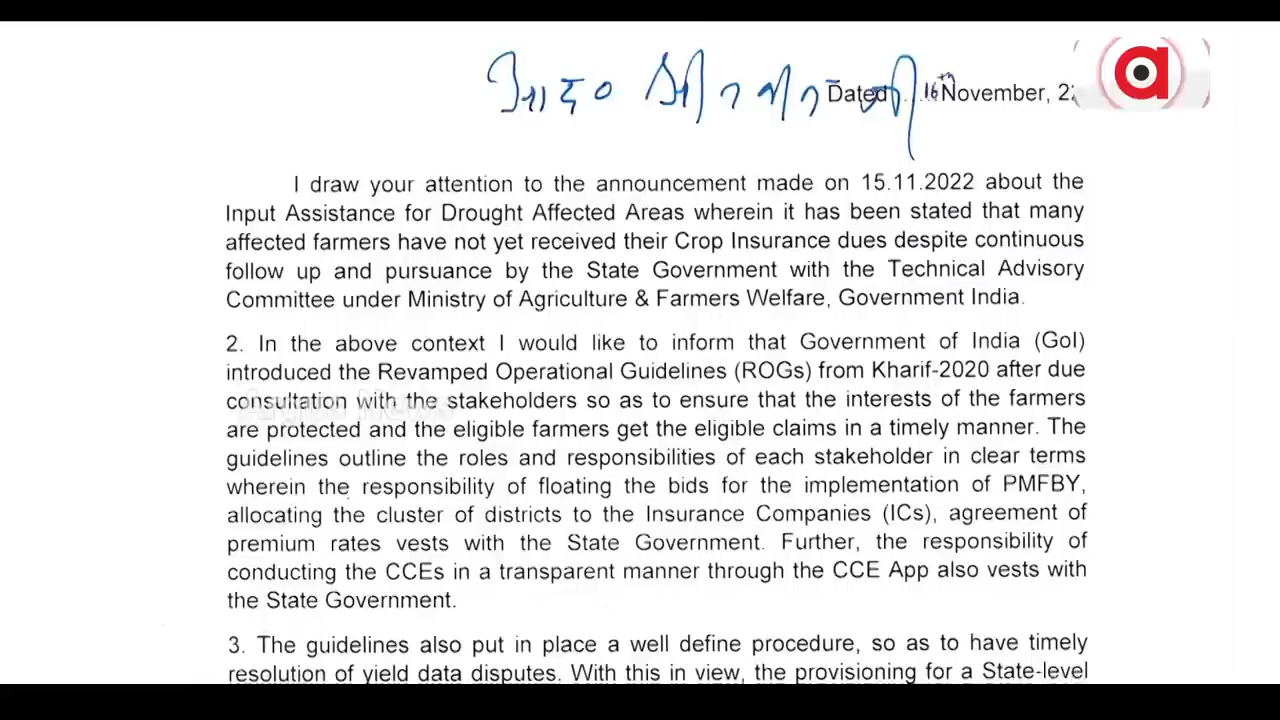 Dated 16th November, 2
I draw your attention to the announcement made on 15.11.2022 about the
Input Assistance for Drought Affected Areas wherein it has been stated that many
affected farmers have not yet received their Crop Insurance dues despite continuous
follow up and pursuance by the State Government with the Technical Advisory
Committee under Ministry of Agriculture & Farmers Welfare, Government India.
2. In the above context I would like to inform that Government of India (GoI)
introduced the Revamped Operational Guidelines (ROGs) from Kharif-2020 after due
consultation with the stakeholders so as to ensure that the interests of the farmers
are protected and the eligible farmers get the eligible claims in a timely manner. The
guidelines outline the roles and responsibilities of each stakeholder in clear terms
wherein the responsibility of floating the bids for the implementation of PMFBY,
allocating the cluster of districts to the Insurance Companies (ICs), agreement of
premium rates vests with the State Government. Further, the responsibility of
conducting the CCEs in a transparent manner through the CCE App also vests with
the State Government.
3. The guidelines also put in place a well define procedure, so as to have timely
resolution of yield data disputes. With this in view, the provisioning for a State-level